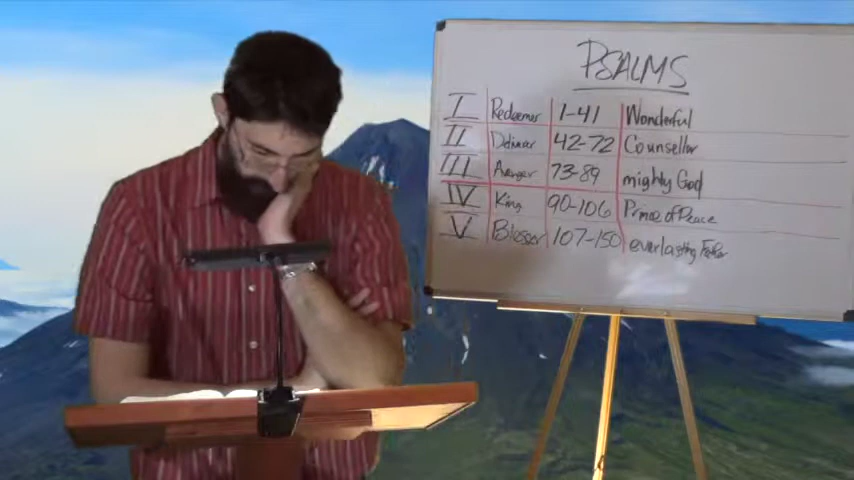 PSALMS
I Redeemer 1-41 Wonderful
II Deliverer 42-72 Counsellor
III Avenger 73-89 mighty God
IV King 90-106 Prince of Peace
V Blesser 107-150 everlasting Father